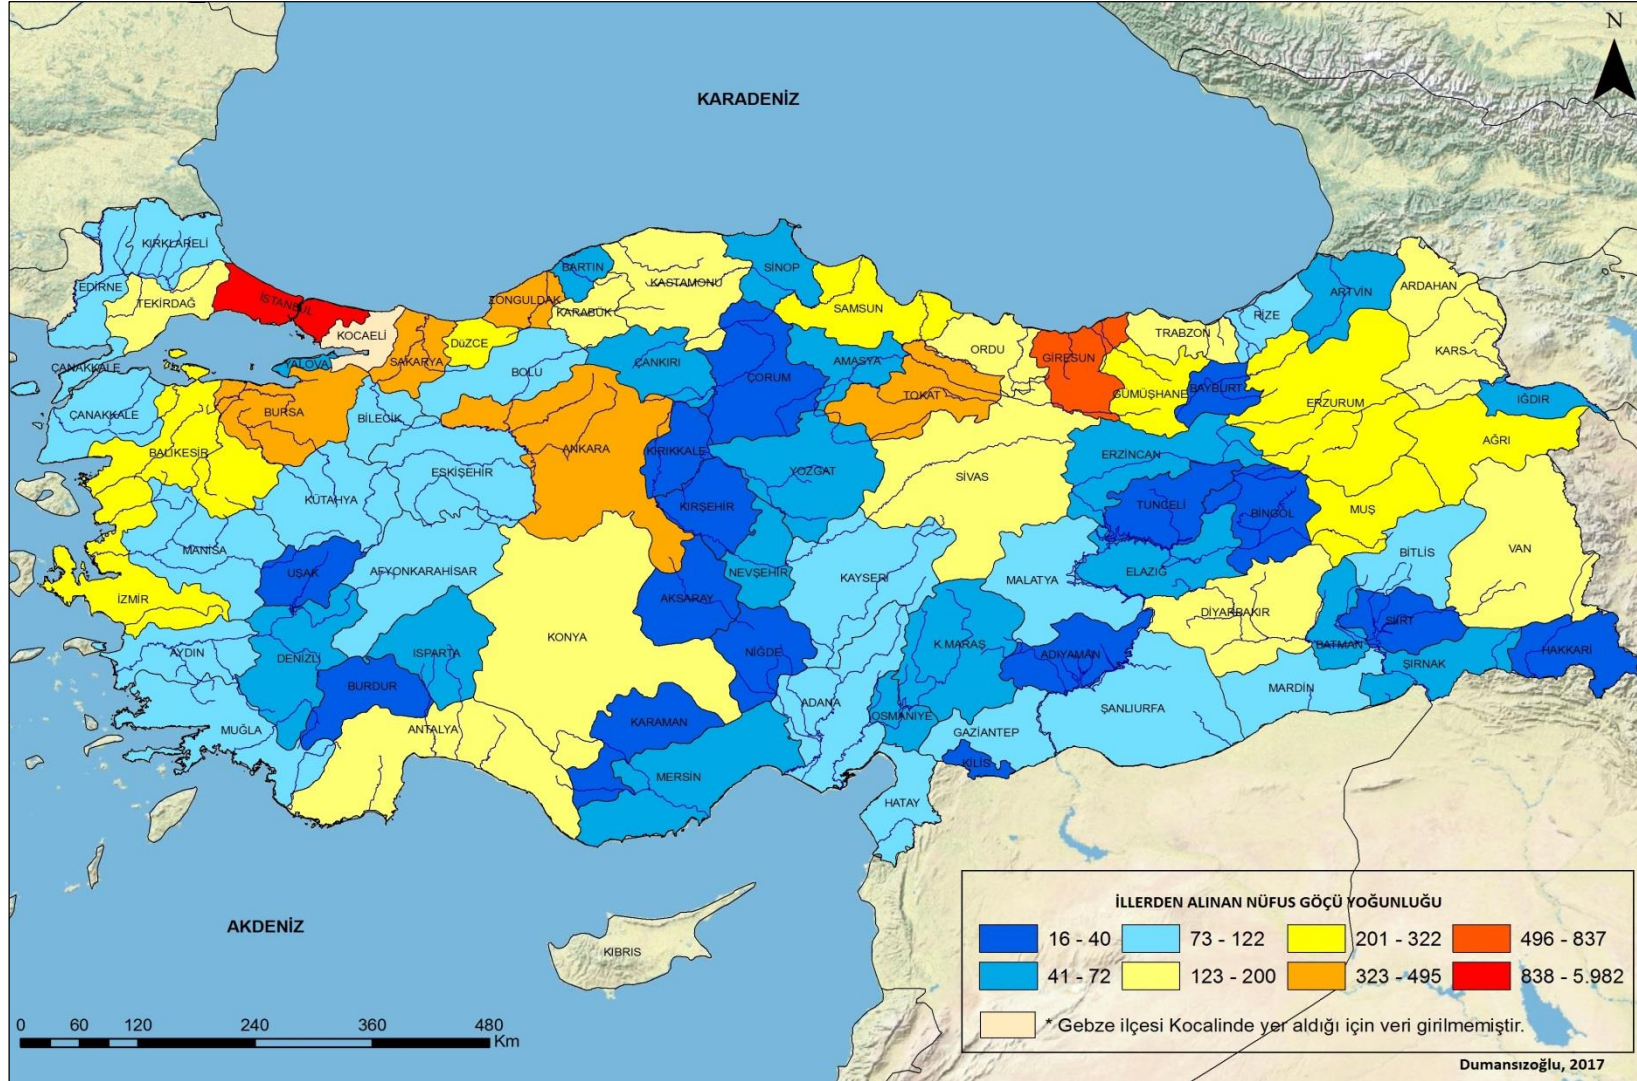 N
KARADENİZ
KIRKLARELİ
EDİRNE
TEKİRDAĞ
İSTANBUL
KOCAELİ
YALOVA
SAKARYA
DüZCE
ZONGULDAK
BARTIN
KARABÜK
KASTAMONU
SİNOP
SAMSUN
ORDU
GİRESUN
TRABZON
RİZE
ARTVİN
ARDAHAN
KARS
ÇANAKKALE
ÇANAKKALE
BALIKESİR
BURSA
BİLECİK
BOLU
ÇANKIRI
ÇORUM
AMASYA
TOKAT
GÜMÜŞHANE
BAYBURT
ERZURUM
IĞDIR
AĞRI
ANKARA
KIRIKKALE
ESKİŞEHİR
KÜTAHYA
YOZGAT
SİVAS
ERZİNCAN
KIRŞEHİR
TUNCELİ
BİNGÖL
MUŞ
MANİSA
UŞAK
AFYONKARAHİSAR
NEVŞEHİR
KAYSERİ
MALATYA
ELAZIĞ
BİTLİS
VAN
İZMİR
AKSARAY
KONYA
DİYARBAKIR
SİİRT
AYDIN
DENİZLİ
ISPARTA
NİĞDE
K.MARAŞ
ADIYAMAN
BATMAN
ŞIRNAK
HAKKARİ
BURDUR
MARDİN
ŞANLIURFA
MUĞLA
ANTALYA
KARAMAN
ADANA
OSMANİYE
GAZİANTEP
KİLİS
MERSİN
HATAY
AKDENİZ
KIBRIS
İLLERDEN ALINAN NÜFUS GÖÇÜ YOĞUNLUĞU
16 - 40 73 - 122 201 - 322 496 - 837
41 - 72 123 - 200 323 - 495 838 - 5.982
* Gebze ilçesi Kocalinde yer aldığı için veri girilmemiştir.
0 60 120 240 360 480
Km
Dumansızoğlu, 2017